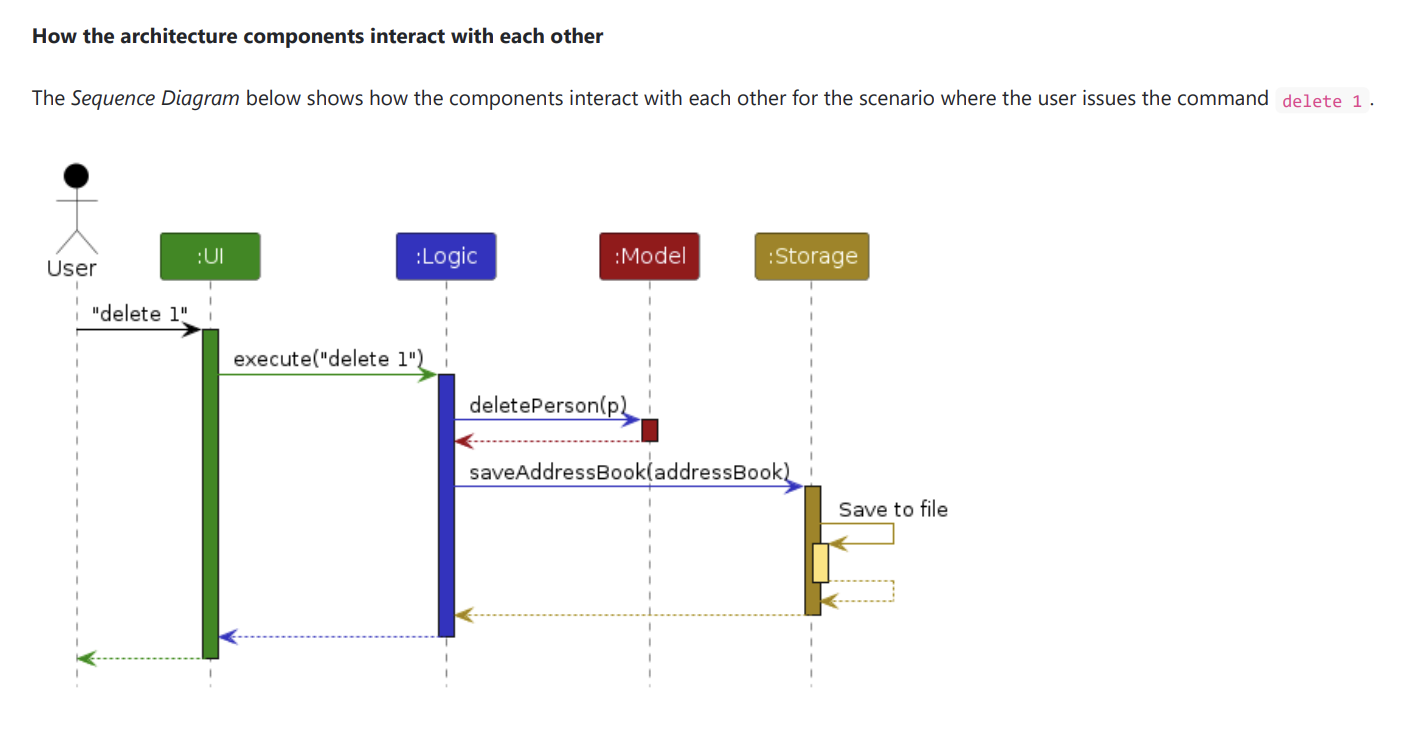 How the architecture components interact with each other
The Sequence Diagram below shows how the components interact with each other for the scenario where the user issues the command delete 1 .
User
:UI
:Logic
:Model
:Storage
"delete 1"
execute("delete 1")
deletePerson(p)
saveAddressBook(addressBook)
Save to file